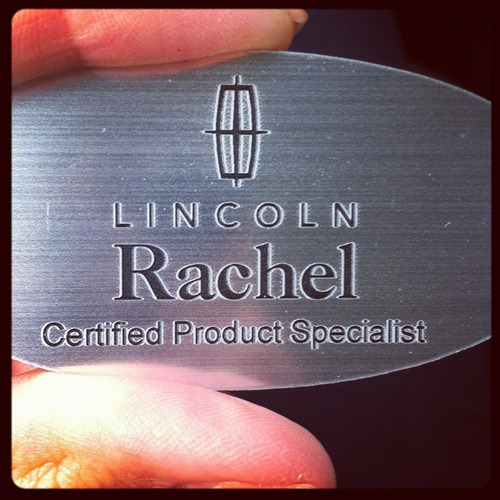 LINCOLN
Rachel
Certified Product Specialist